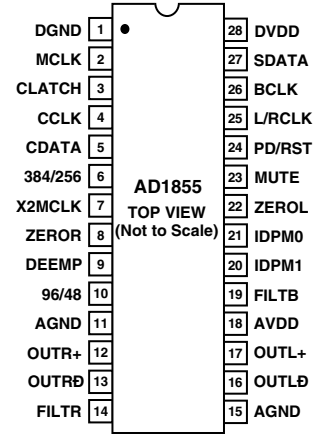 DGND 1 28 DVDD
MCLK 2 27 SDATA
CLATCH 3 26 BCLK
CCLK 4 25 L/RCLK
CDATA 5 24 PD/RST
384/256 6 23 MUTE
X2MCLK 7 22 ZEROL
ZEROR 8 21 IDPM0
DEEMP 9 20 IDPM1
96/48 10 19 FILTB
AGND 11 18 AVDD
OUTR+ 12 17 OUTL+
OUTRÐ 13 16 OUTLÐ
FILTR 14 15 AGND
AD1855
TOP VIEW
(Not to Scale)